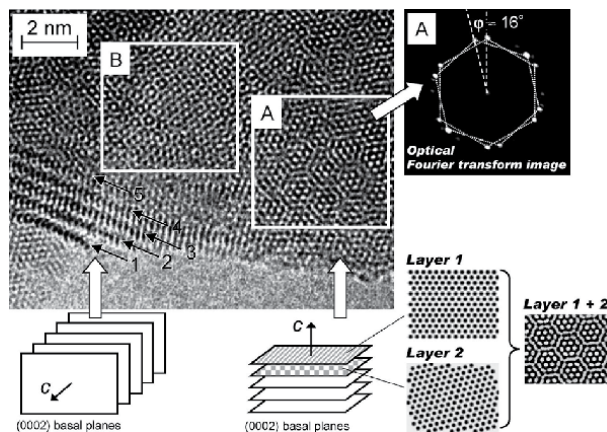 2 nm
B
A
5
4
3
2
1
A
φ = 16°
Optical
Fourier transform image
Layer 1
Layer 1 + 2
Layer 2
c
c
(0002) basal planes
(0002) basal planes